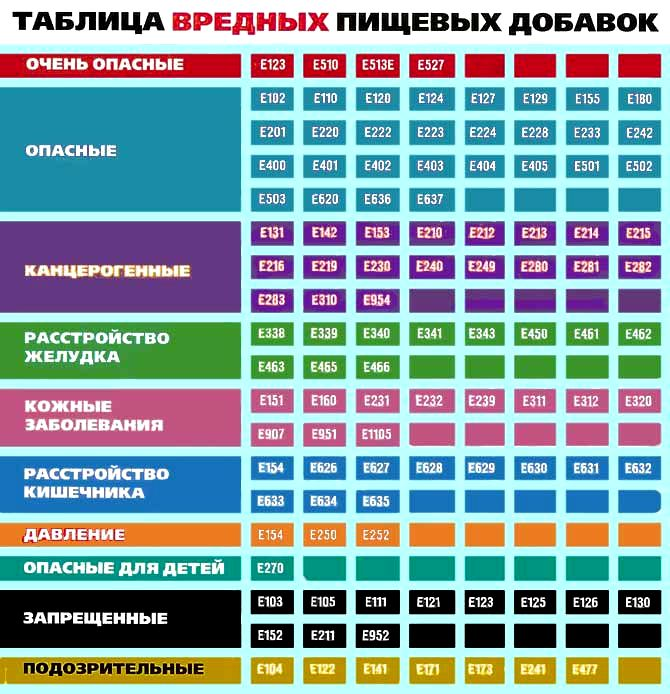 ТАБЛИЦА ВРЕДНЫХ ПИЩЕВЫХ ДОБАВОК
ОЧЕНЬ ОПАСНЫЕ E123 E510 E513E E527
E102 E110 E120 E124 E127 E129 E155 E180
E201 E220 E222 E223 E224 E228 E233 E242
ОПАСНЫЕ
E400 E401 E402 E403 E404 E405 E501 E502
E503 E620 E636 E637
E131 E142 E153 E210 E212 E213 E214 E215
КАНЦЕРОГЕННЫЕ E216 E219 E230 E240 E249 E280 E281 E282
E283 E310 E954
РАССТРОЙСТВО E338 E339 E340 E341 E343 E450 E461 E462
ЖЕЛУДКА E463 E465 E466
КОЖНЫЕ E151 E160 E231 E232 E239 E311 E312 E320
ЗАБОЛЕВАНИЯ E907 E951 E1105
РАССТРОЙСТВО E154 E626 E627 E628 E629 E630 E631 E632
КИШЕЧНИКА E633 E634 E635
ДАВЛЕНИЕ E154 E250 E252
ОПАСНЫЕ ДЛЯ ДЕТЕЙ E270
E103 E105 E111 E121 E123 E125 E126 E130
ЗАПРЕЩЕННЫЕ
E152 E211 E952
ПОДОЗРИТЕЛЬНЫЕ E104 E122 E141 E171 E173 E241 E477